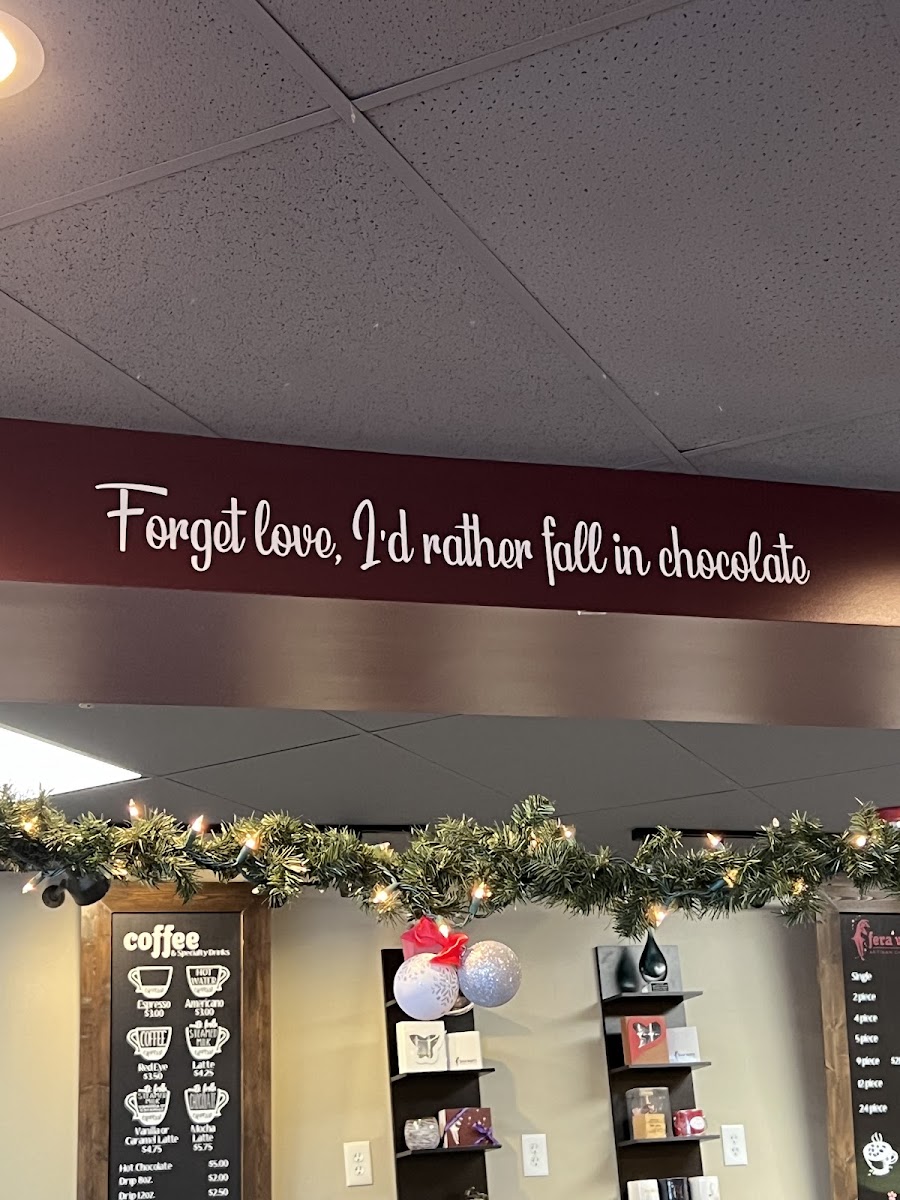 Forget love, I'd rather fall in chocolate
coffee
& Specialty Drinks
HOT WATER
Espresso Americano
$3.00 $3.00
COFFEE STEAMED MILK
Red Eye Latte
$3.50 $4.25
STEAMED MILK CHOCOLATE
Vanilla or Caramel Latte Mocha Latte
$4.75 $5.75
Hot Chocolate $5.00
Drip 8oz. $2.00
Drip 12oz. $2.50
Single
2 piece
4 piece
5 piece
9 piece
12 piece
24 piece